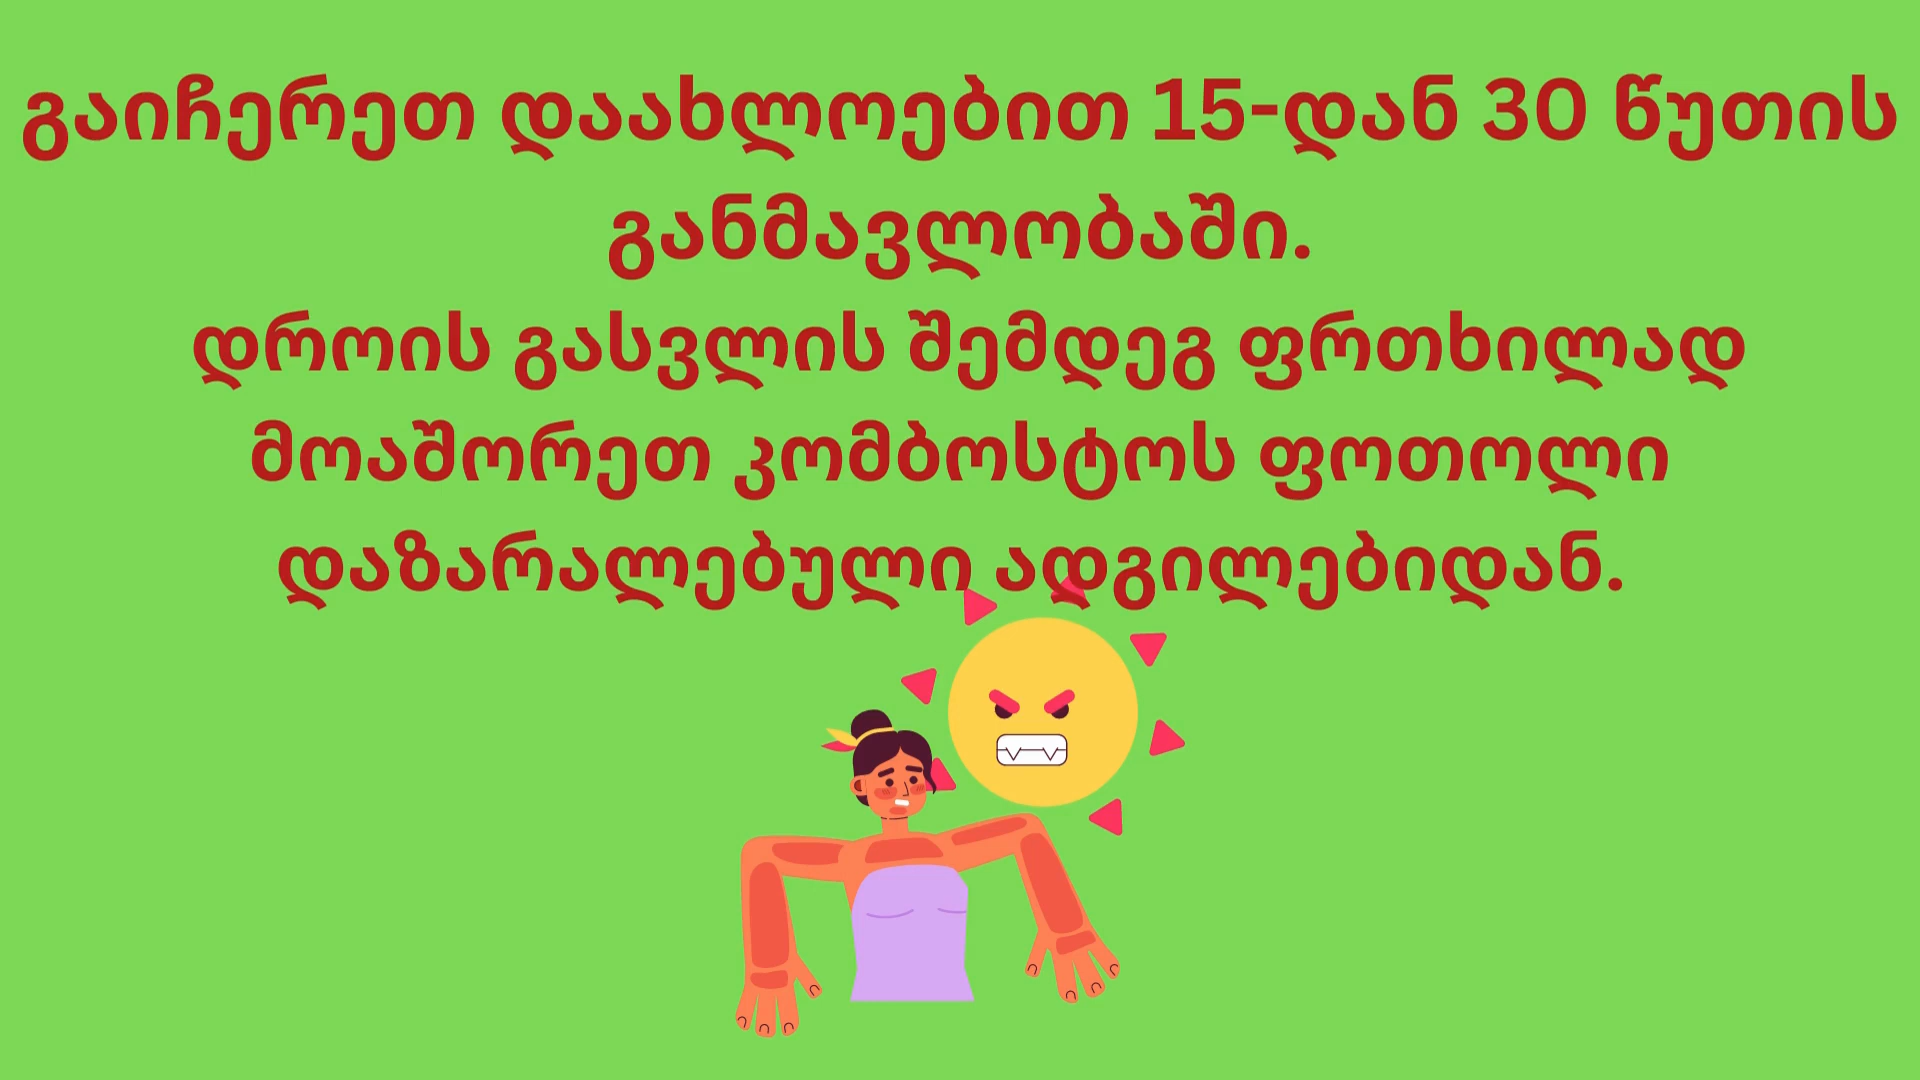 გაიჩერეთ დაახლოებით 15-დან 30 წუთის
განმავლობაში.
დროის გასვლის შემდეგ ფრთხილად
მოაშორეთ კომბოსტოს ფოთოლი
დაზარალებული ადგილებიდან.